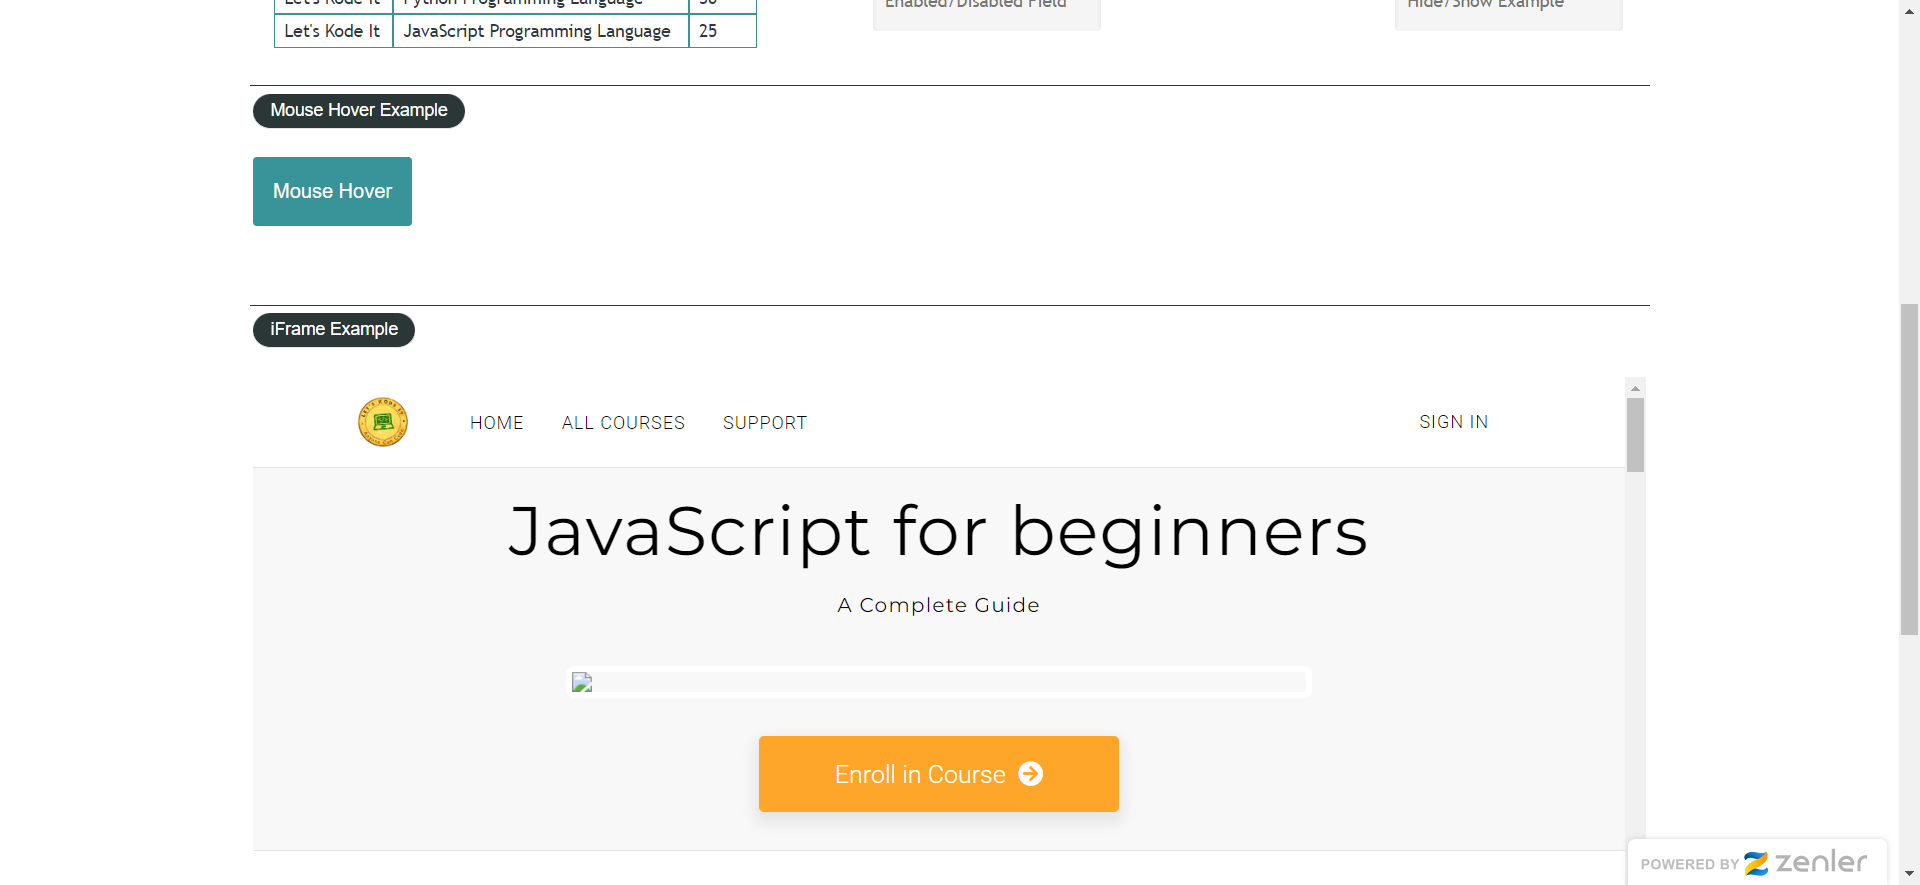 Let's Kode It Python Programming Language
Enabled/Disabled Field Hide/Show Example
Let's Kode It JavaScript Programming Language 25
Mouse Hover Example
Mouse Hover
iFrame Example
HOME ALL COURSES SUPPORT SIGN IN
JavaScript for beginners
A Complete Guide
Enroll in Course
POWERED BY zenler